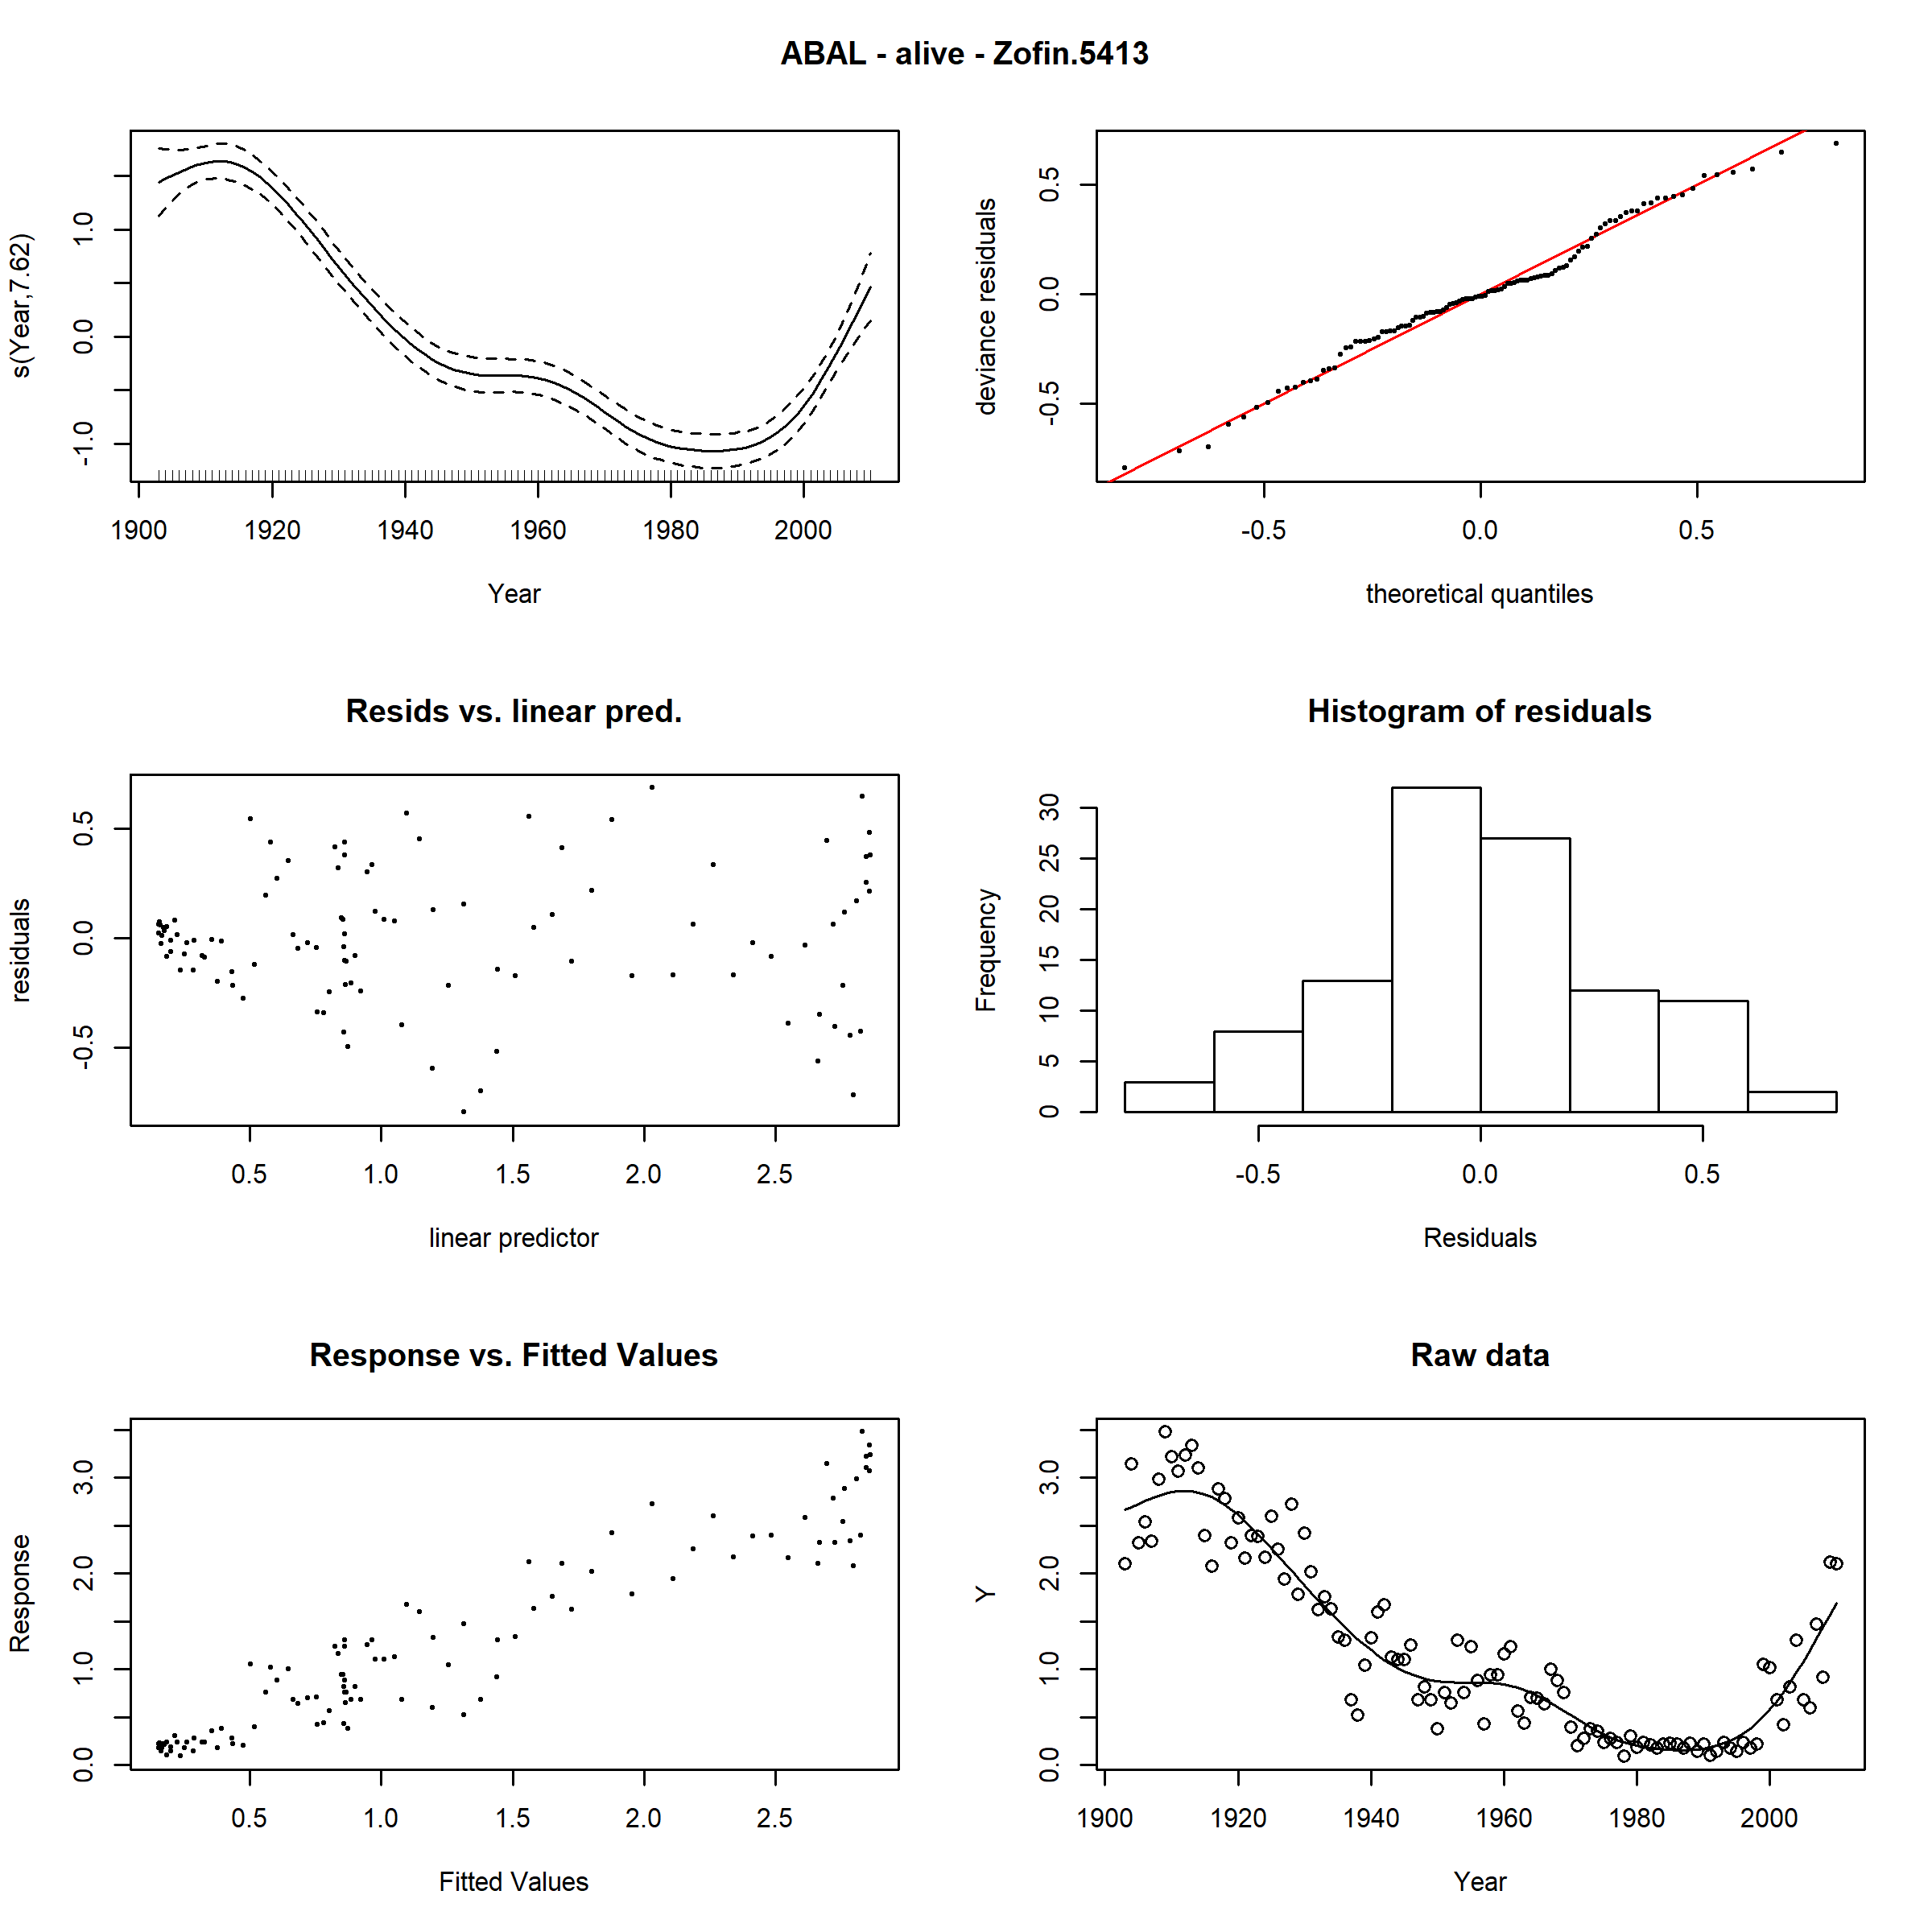 ABAL - alive - Zofin.5413
s(Year,7.62)
-1.0 0.0 1.0
1900 1920 1940 1960 1980 2000
Year
deviance residuals
-0.5 0.0 0.5
-0.5 0.0 0.5
theoretical quantiles
Resids vs. linear pred.
residuals
-0.5 0.0 0.5
0.5 1.0 1.5 2.0 2.5
linear predictor
Histogram of residuals
Frequency
0 5 10 15 20 25 30
-0.5 0.0 0.5
Residuals
Response vs. Fitted Values
Response
0.0 1.0 2.0 3.0
0.5 1.0 1.5 2.0 2.5
Fitted Values
Raw data
Y
0.0 1.0 2.0 3.0
1900 1920 1940 1960 1980 2000
Year